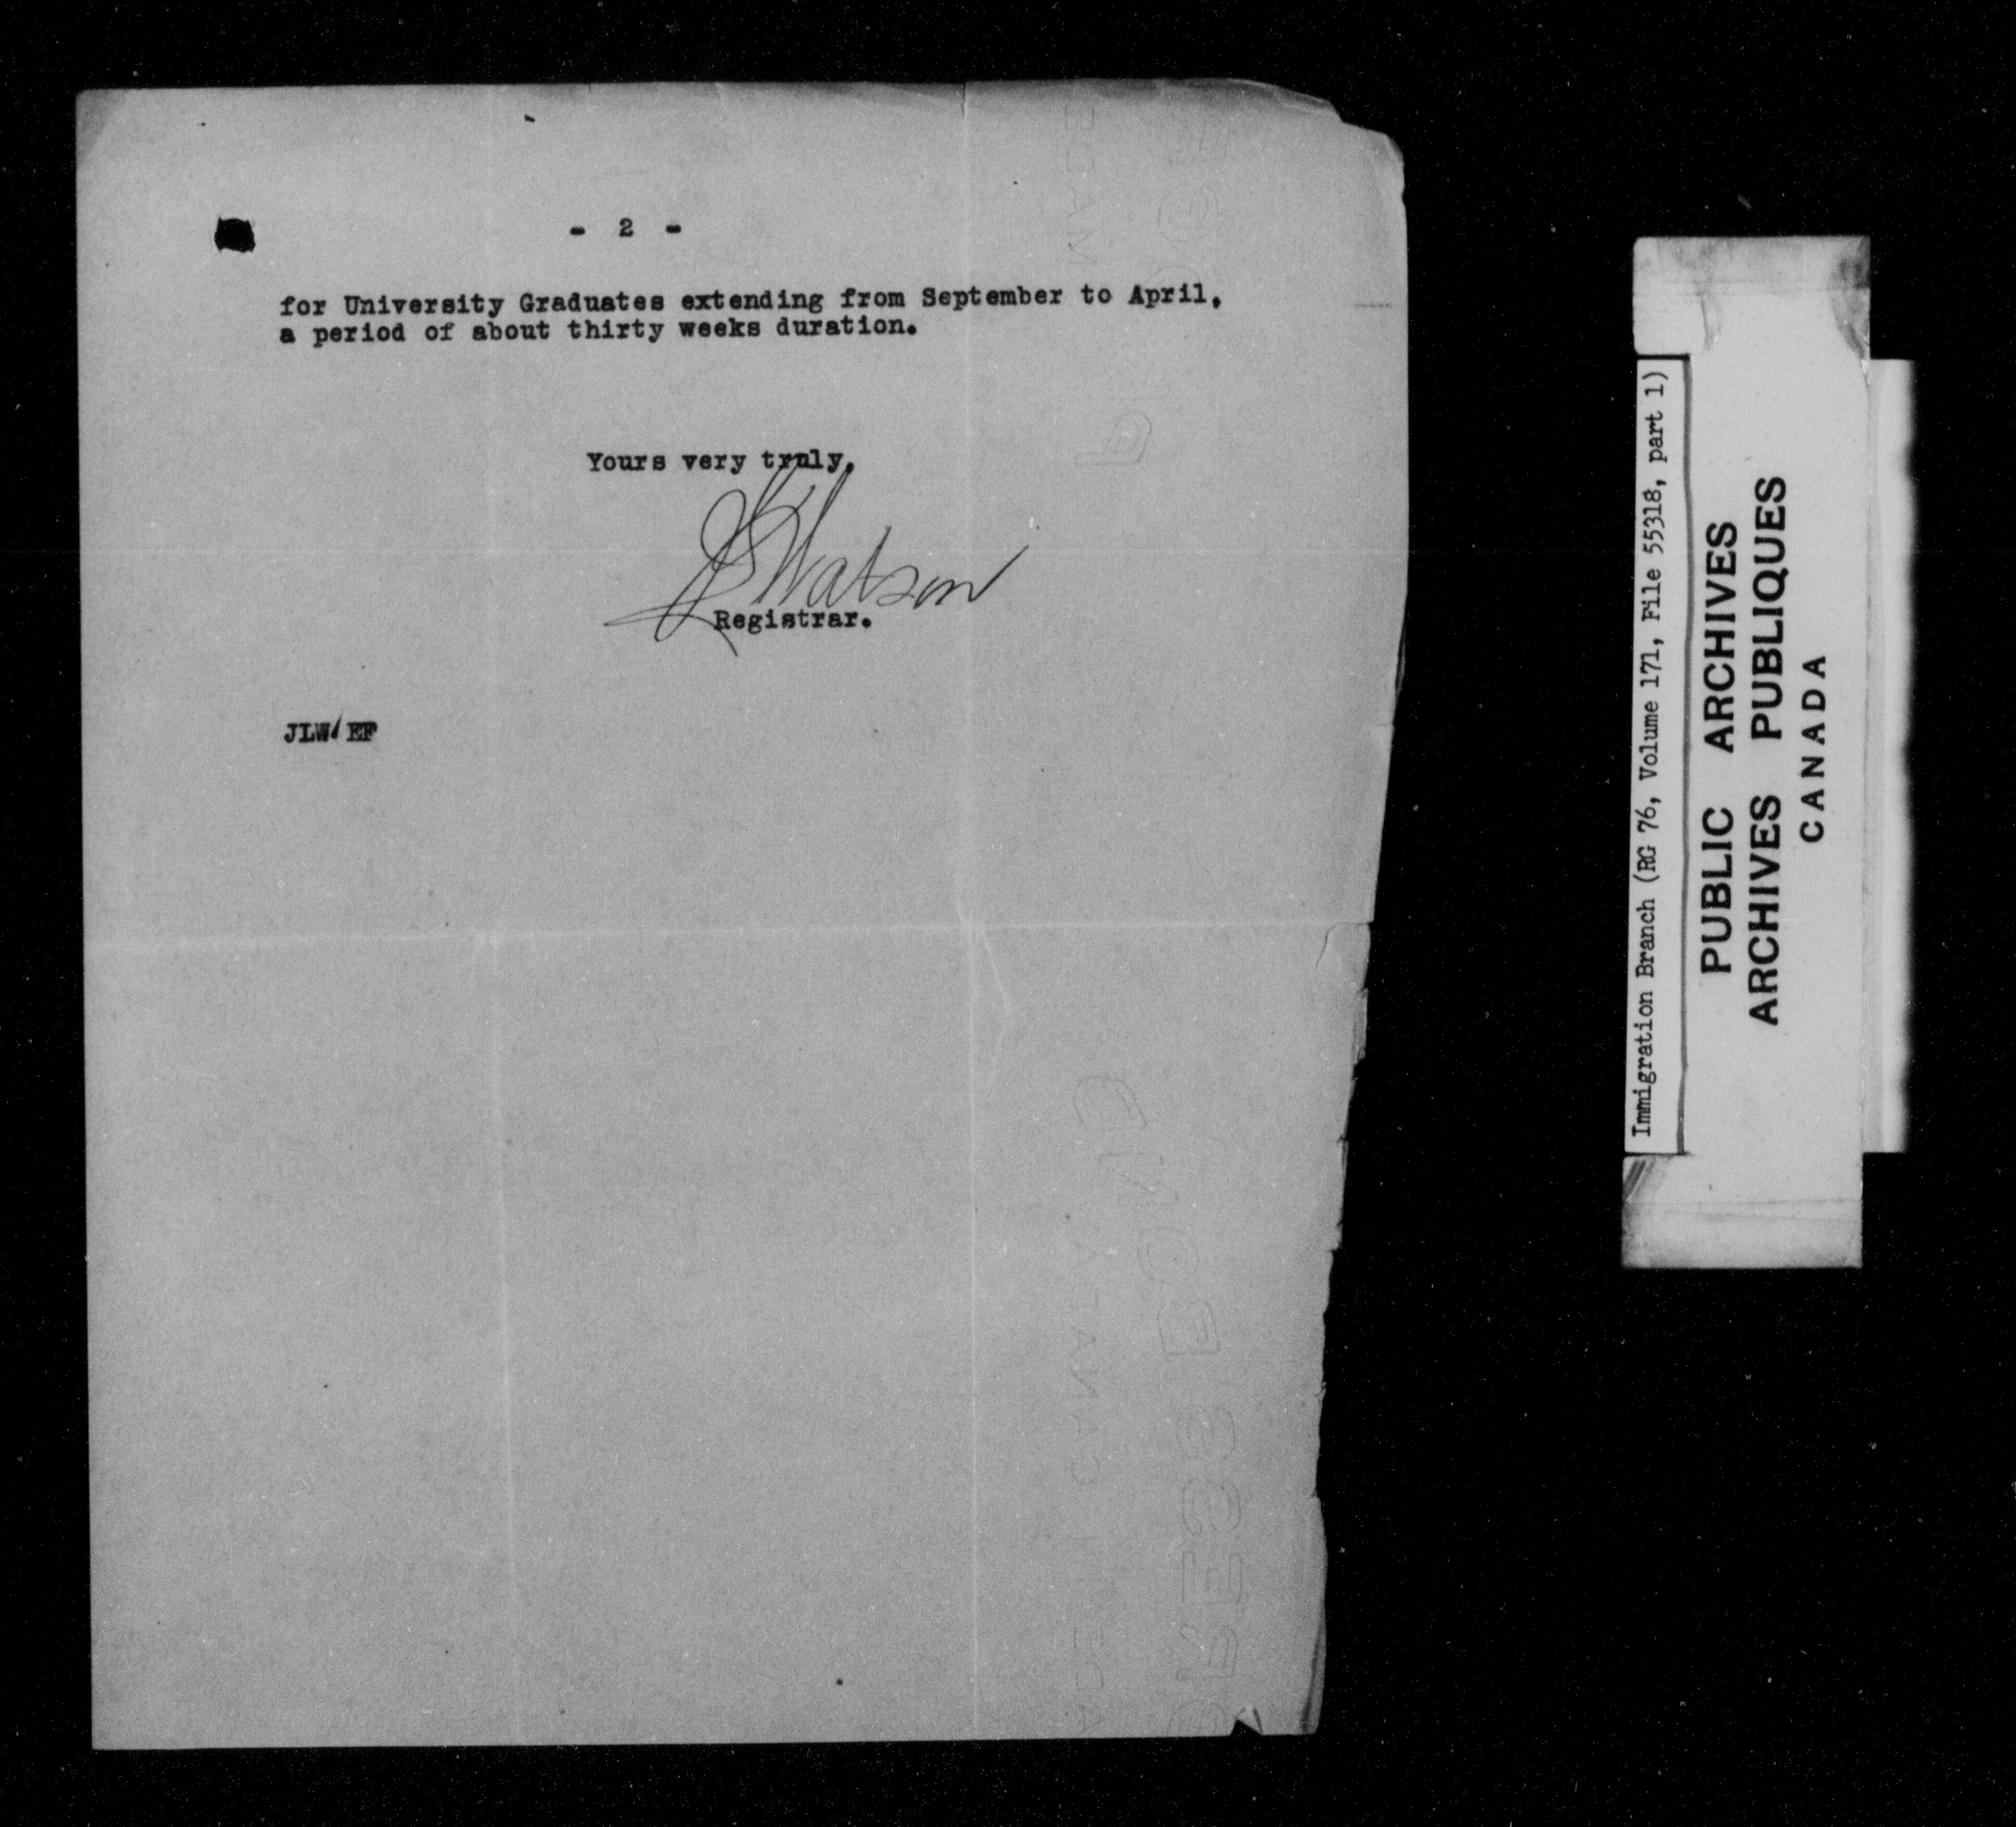 - 2 -
for University Graduates extending from September to April,
a period of about thirty weeks duration.
Yours very truly,
JLWatson
Registrar.
JLW/EF
Immigration Branch (RG 76, Volume 171, File 55318, part 1)
PUBLIC ARCHIVES
ARCHIVES PUBLIQUES
CANADA